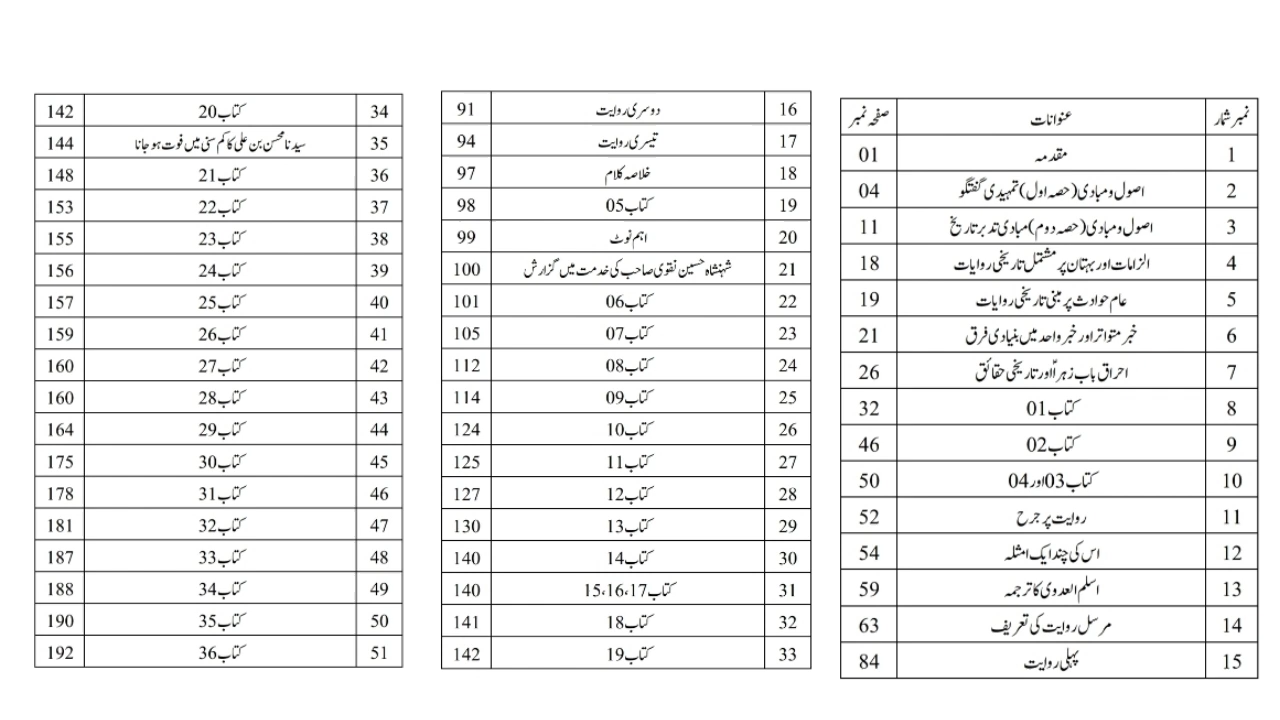 نمبر شمار عنوانات صفحہ نمبر
1 مقدمہ 01
2 اصول و مبادی (حصہ اول) تمہیدی گفتگو 04
3 اصول و مبادی (حصہ دوم) مبادی تدبر تاریخ 11
4 الزامات اور بہتان پر مشتمل تاریخی روایات 18
5 عام حوادث پر مبنی تاریخی روایات 19
6 خبر متواتر اور خبر واحد میں بنیادی فرق 21
7 احراق باب زہراؑ اور تاریخی حقائق 26
8 کتاب 01 32
9 کتاب 02 46
10 کتاب 03 اور 04 50
11 روایت پر جرح 52
12 اس کی چند ایک امثلہ 54
13 اسلم العدوی کا ترجمہ 59
14 مرسل روایت کی تعریف 63
15 پہلی روایت 84
16 دوسری روایت 91
17 تیسری روایت 94
18 خلاصہ کلام 97
19 کتاب 05 98
20 اہم نوٹ 99
21 شہنشاہ حسین نقوی صاحب کی خدمت میں گزارش 100
22 کتاب 06 101
23 کتاب 07 105
24 کتاب 08 112
25 کتاب 09 114
26 کتاب 10 124
27 کتاب 11 125
28 کتاب 12 127
29 کتاب 13 130
30 کتاب 14 140
31 کتاب 15،16،17 140
32 کتاب 18 141
33 کتاب 19 142
34 کتاب 20 142
35 سیدنا محسن بن علی کا کم سنی میں فوت ہو جانا 144
36 کتاب 21 148
37 کتاب 22 153
38 کتاب 23 155
39 کتاب 24 156
40 کتاب 25 157
41 کتاب 26 159
42 کتاب 27 160
43 کتاب 28 160
44 کتاب 29 164
45 کتاب 30 175
46 کتاب 31 178
47 کتاب 32 181
48 کتاب 33 187
49 کتاب 34 188
50 کتاب 35 190
51 کتاب 36 192